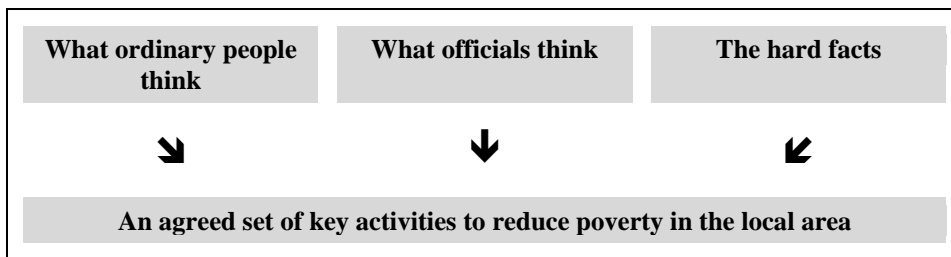 What ordinary people
think
What officials think
The hard facts
An agreed set of key activities to reduce poverty in the local area